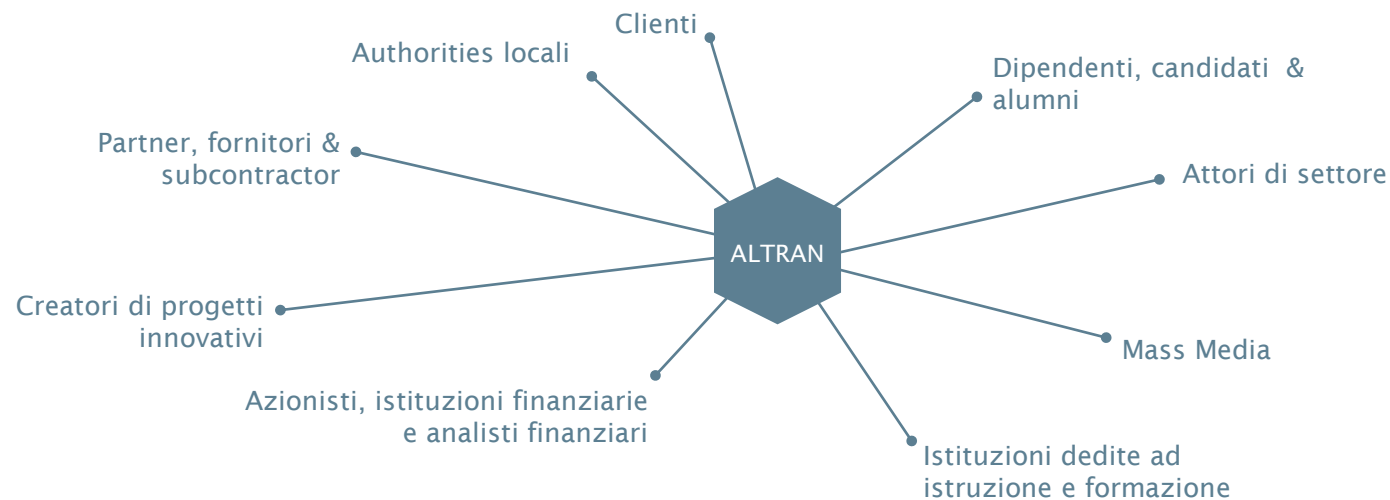 Clienti
Authorities locali
Dipendenti, candidati &
alumni
Partner, fornitori &
subcontractor
Attori di settore
ALTRAN
Creatori di progetti
innovativi
Mass Media
Azionisti, istituzioni finanziarie
e analisti finanziari
Istituzioni dedite ad
istruzione e formazione